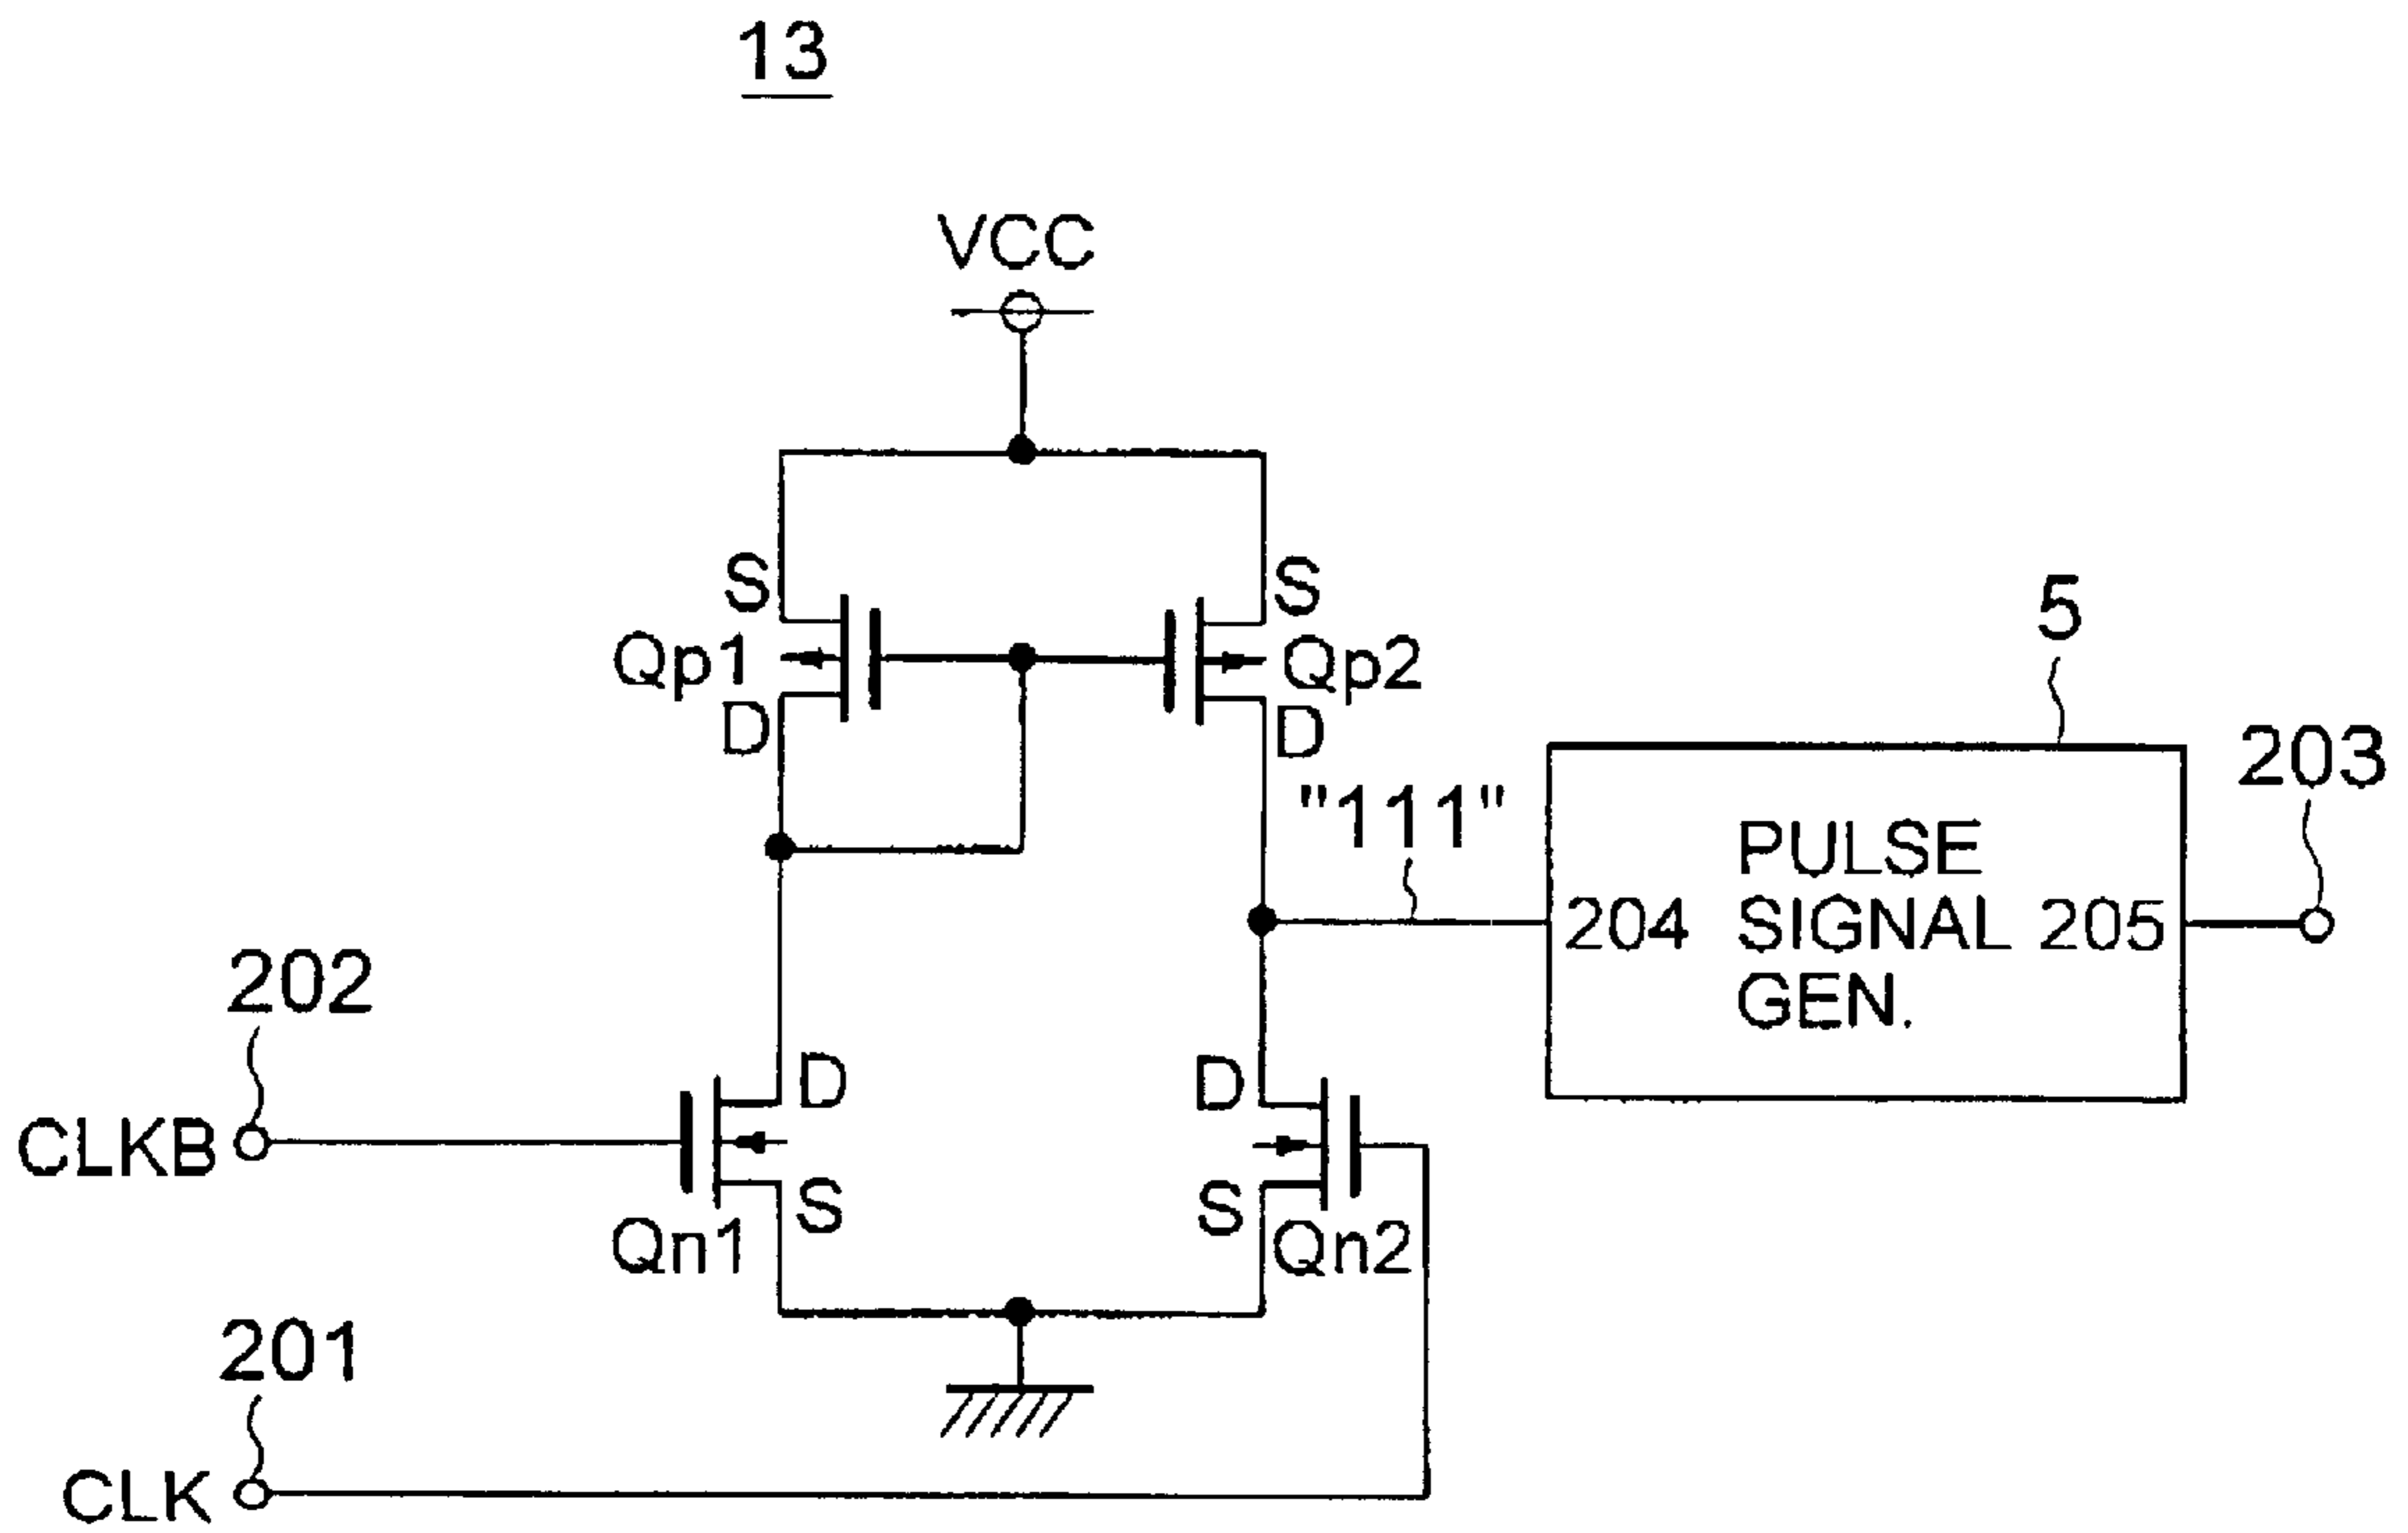 13
VCC
S
S
Qp1
Qp2
D
D
5
203
"111"
PULSE
204
SIGNAL
205
GEN.
202
CLKB
D
D
S
S
Qn1
Qn2
201
CLK